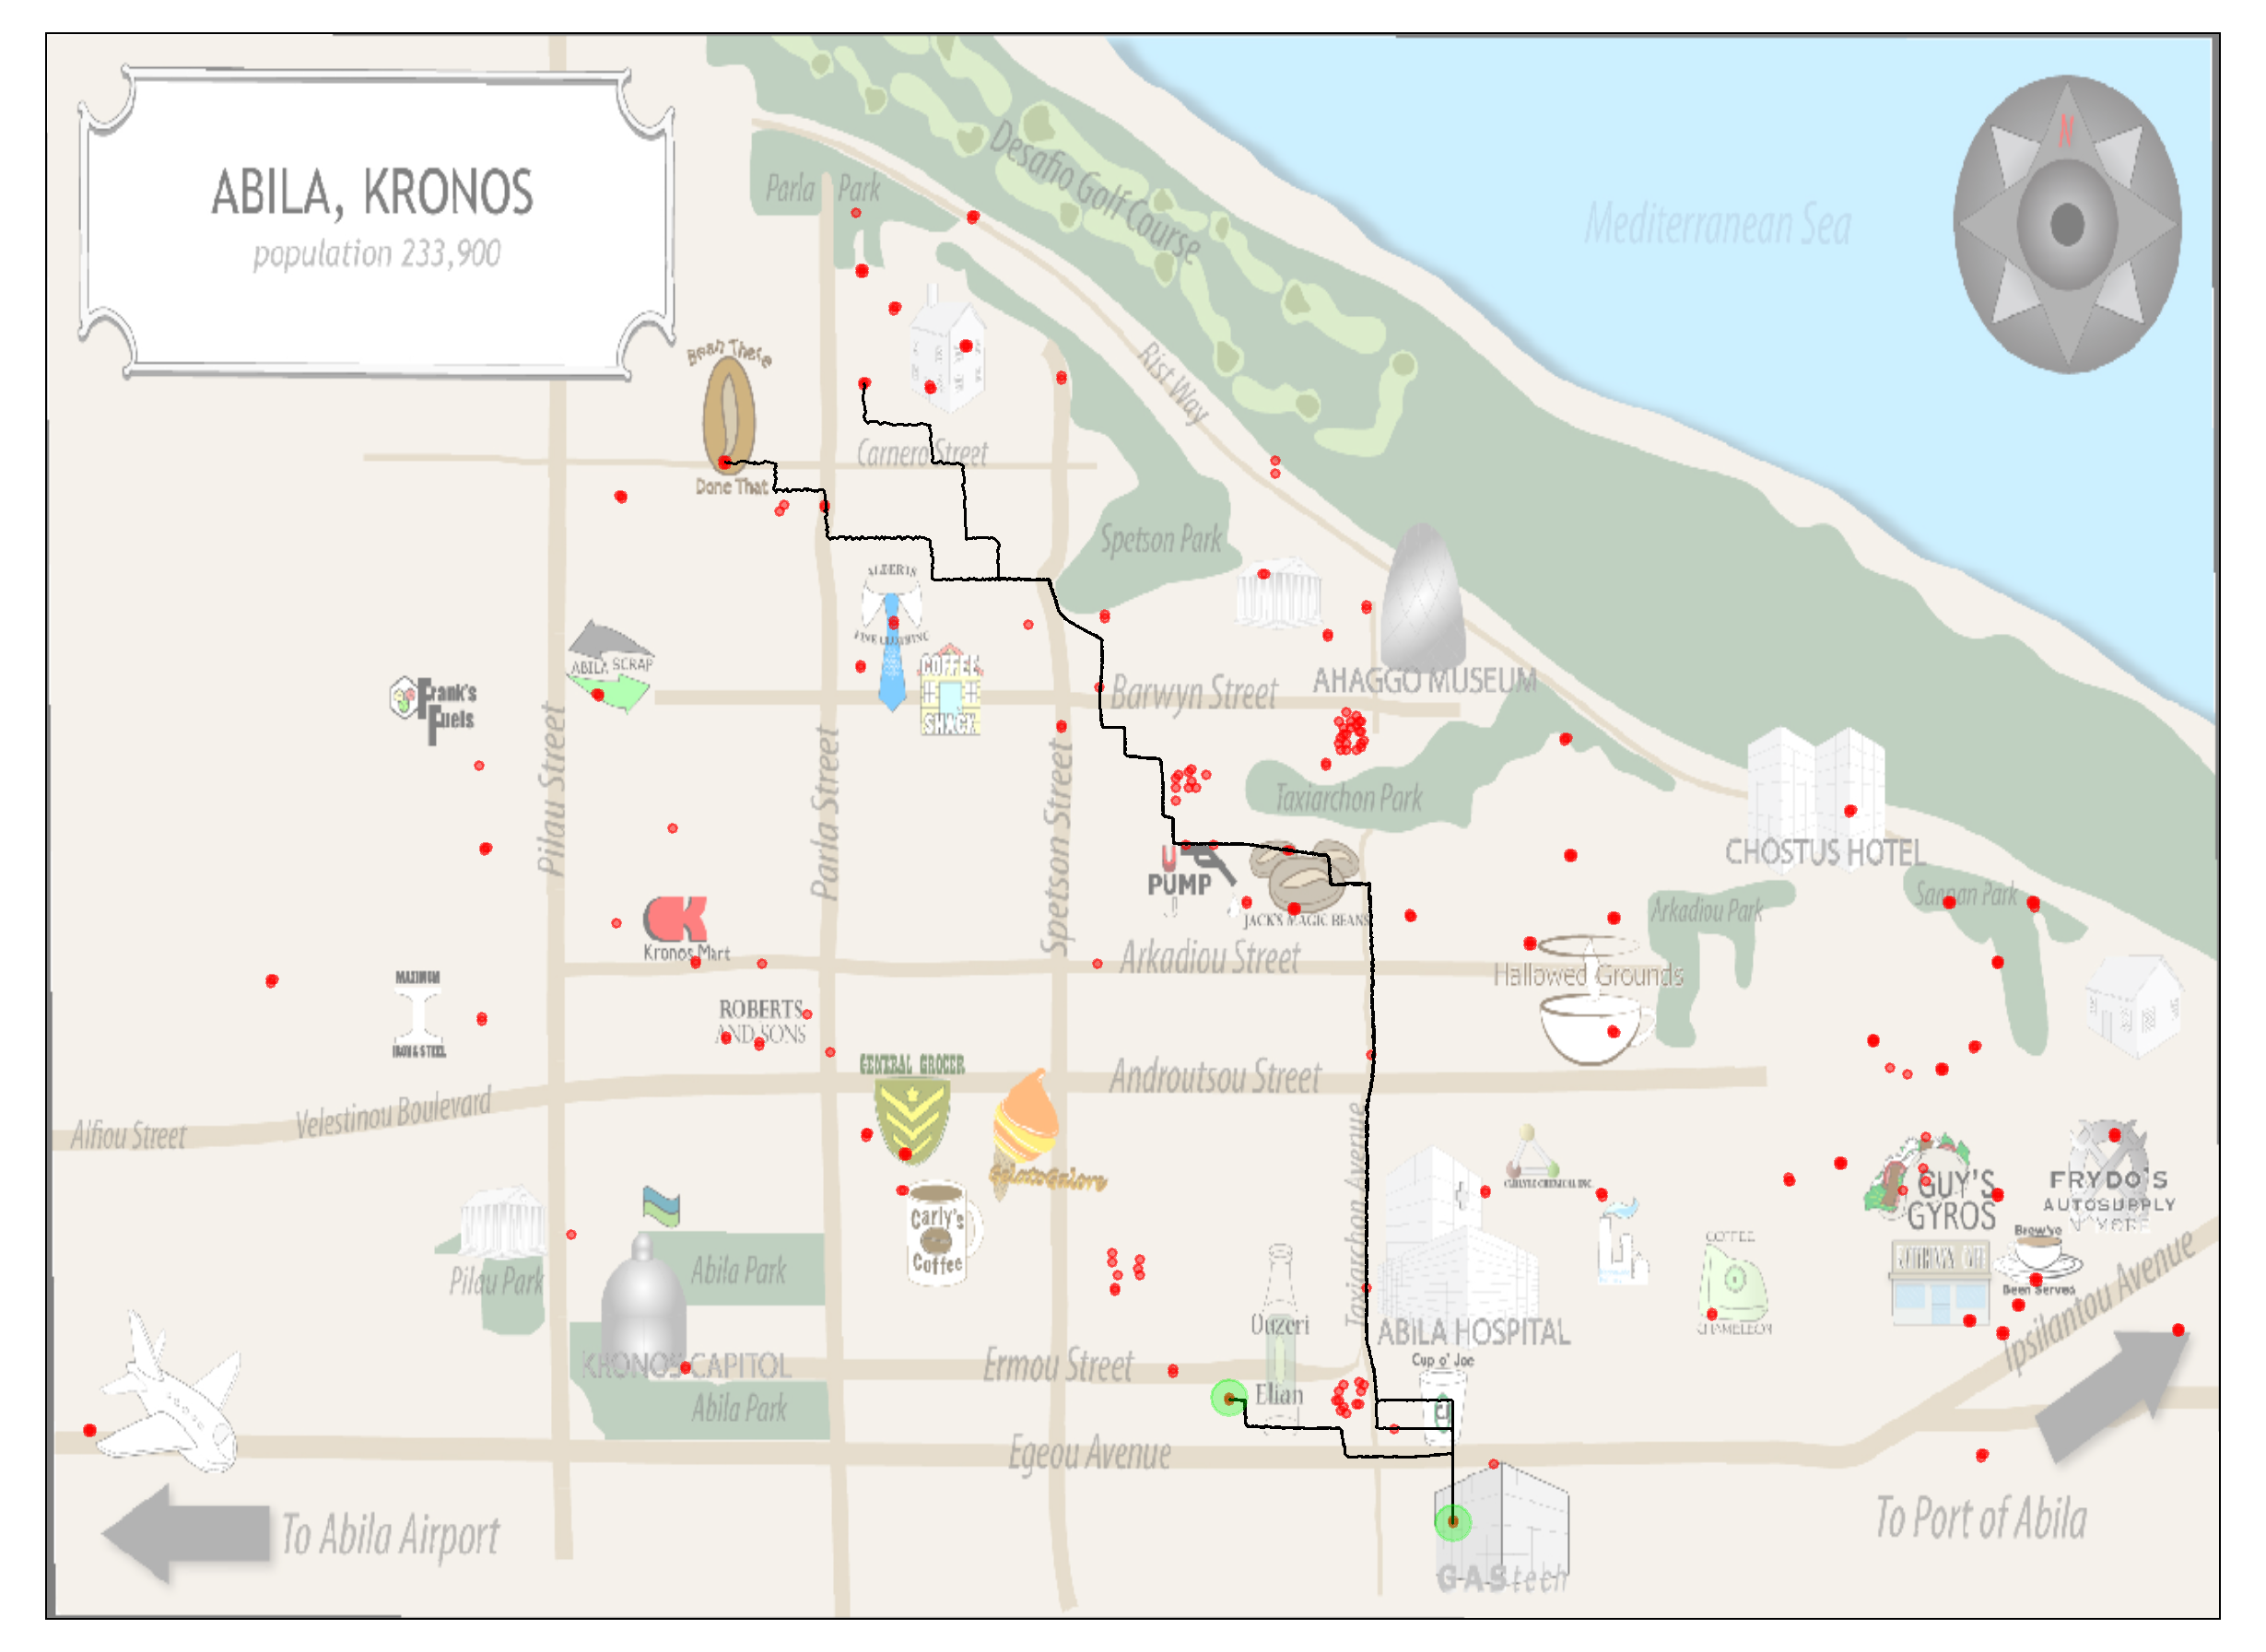 ABILA, KRONOS
population 233,900
N
Mediterranean Sea
Parla Park
Desafio Golf Course
Rist Way
Bean There
Done That
Carnero Street
Spetson Park
ALBERTS
FINE CLOTHING
ABILA SCRAP
Frank's
Fuels
COFFEE
SHACK
Barwyn Street
AHAGGO MUSEUM
Pilau Street
Parla Street
Spetson Street
Taxiarchon Park
CHOSTUS HOTEL
U
PUMP
JACK'S MAGIC BEANS
Arkadiou Park
Sannan Park
Kronos Mart
Arkadiou Street
Hallowed Grounds
MAXIMUM
IRON & STEEL
ROBERTS
AND SONS
GENERAL GROCER
Androutsou Street
Velestinou Boulevard
Alfiou Street
Taxiarchon Avenue
GelatoGalore
CARLYLE CHEMICAL INC.
GUY'S
GYROS
FRYDO'S
AUTOSUPPLY
N' MORE
Carly's
Coffee
Brew've
Been Served
COFFEE
CHAMELEON
Pilau Park
Abila Park
Ouzeri
Elian
ABILA HOSPITAL
Ipsilantou Avenue
KRONOS CAPITOL
Ermou Street
Cup o' Joe
Abila Park
Egeou Avenue
To Abila Airport
To Port of Abila
GAStech